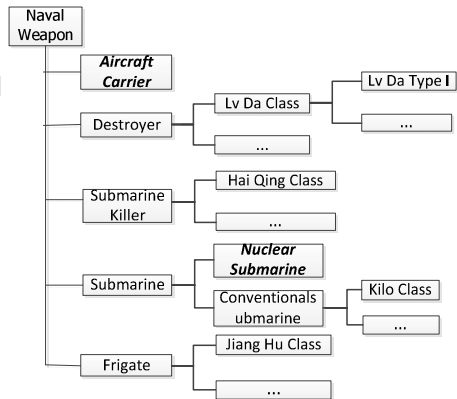 Naval
Weapon
Aircraft
Carrier
Destroyer
Lv Da Class
Lv Da Type I
...
...
Submarine
Killer
Hai Qing Class
...
Submarine
Nuclear
Submarine
Conventionals
ubmarine
Kilo Class
...
Frigate
Jiang Hu Class
...